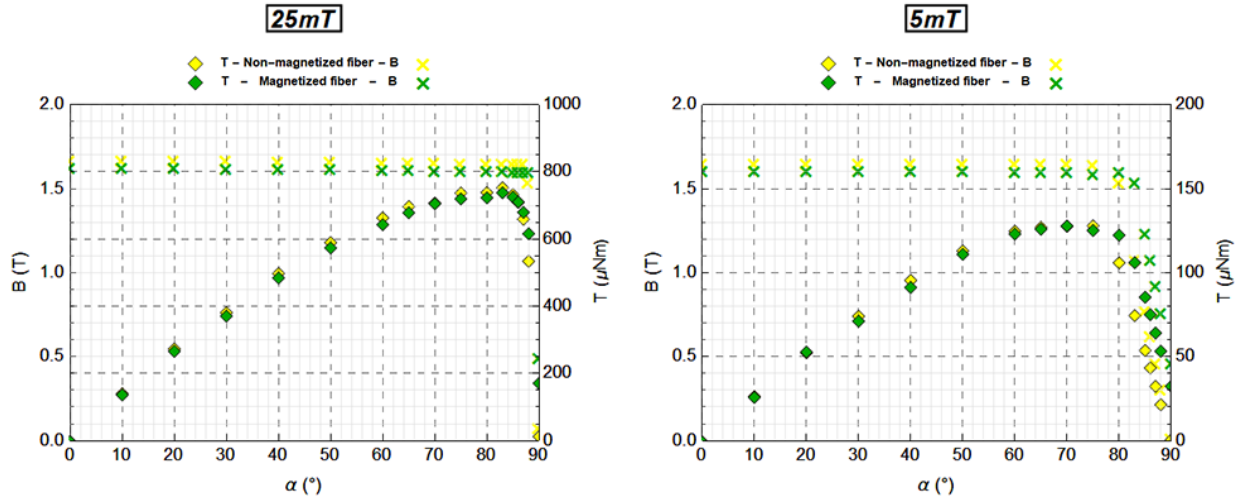 25mT
T – Non–magnetized fiber – B
T – Magnetized fiber – B
2.0
1.5
1.0
0.5
0.0
B (T)
1000
800
600
400
200
0
T (μNm)
0 10 20 30 40 50 60 70 80 90
α (°)
5mT
T – Non–magnetized fiber – B
T – Magnetized fiber – B
2.0
1.5
1.0
0.5
0.0
B (T)
200
150
100
50
0
T (μNm)
0 10 20 30 40 50 60 70 80 90
α (°)